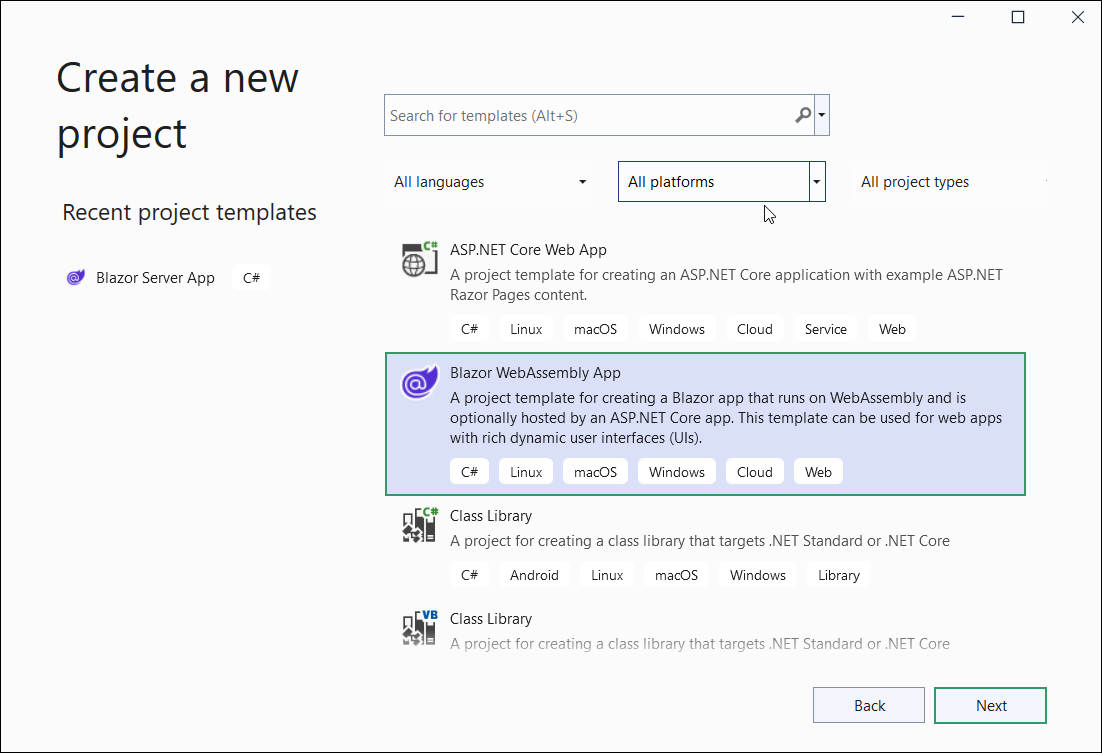 Create a new
project
Search for templates (Alt+S)
All languages
All platforms
All project types
Recent project templates
Blazor Server App
C#
C#
ASP.NET Core Web App
A project template for creating an ASP.NET Core application with example ASP.NET
Razor Pages content.
C# Linux macOS Windows Cloud Service Web
@
Blazor WebAssembly App
A project template for creating a Blazor app that runs on WebAssembly and is
optionally hosted by an ASP.NET Core app. This template can be used for web apps
with rich dynamic user interfaces (UIs).
C# Linux macOS Windows Cloud Web
C#
Class Library
A project for creating a class library that targets .NET Standard or .NET Core
C# Android Linux macOS Windows Library
VB
Class Library
A project for creating a class library that targets .NET Standard or .NET Core
Back
Next